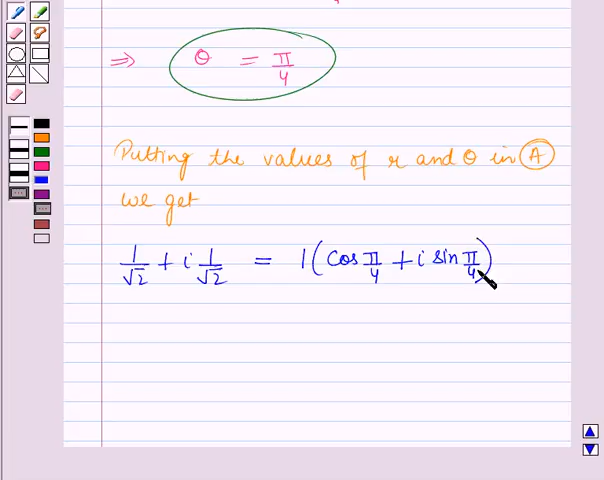 ⇒ θ = π/4
Putting the values of r and θ in (A)
we get
1/√2 + i 1/√2 = 1(cos π/4 + i sin π/4)